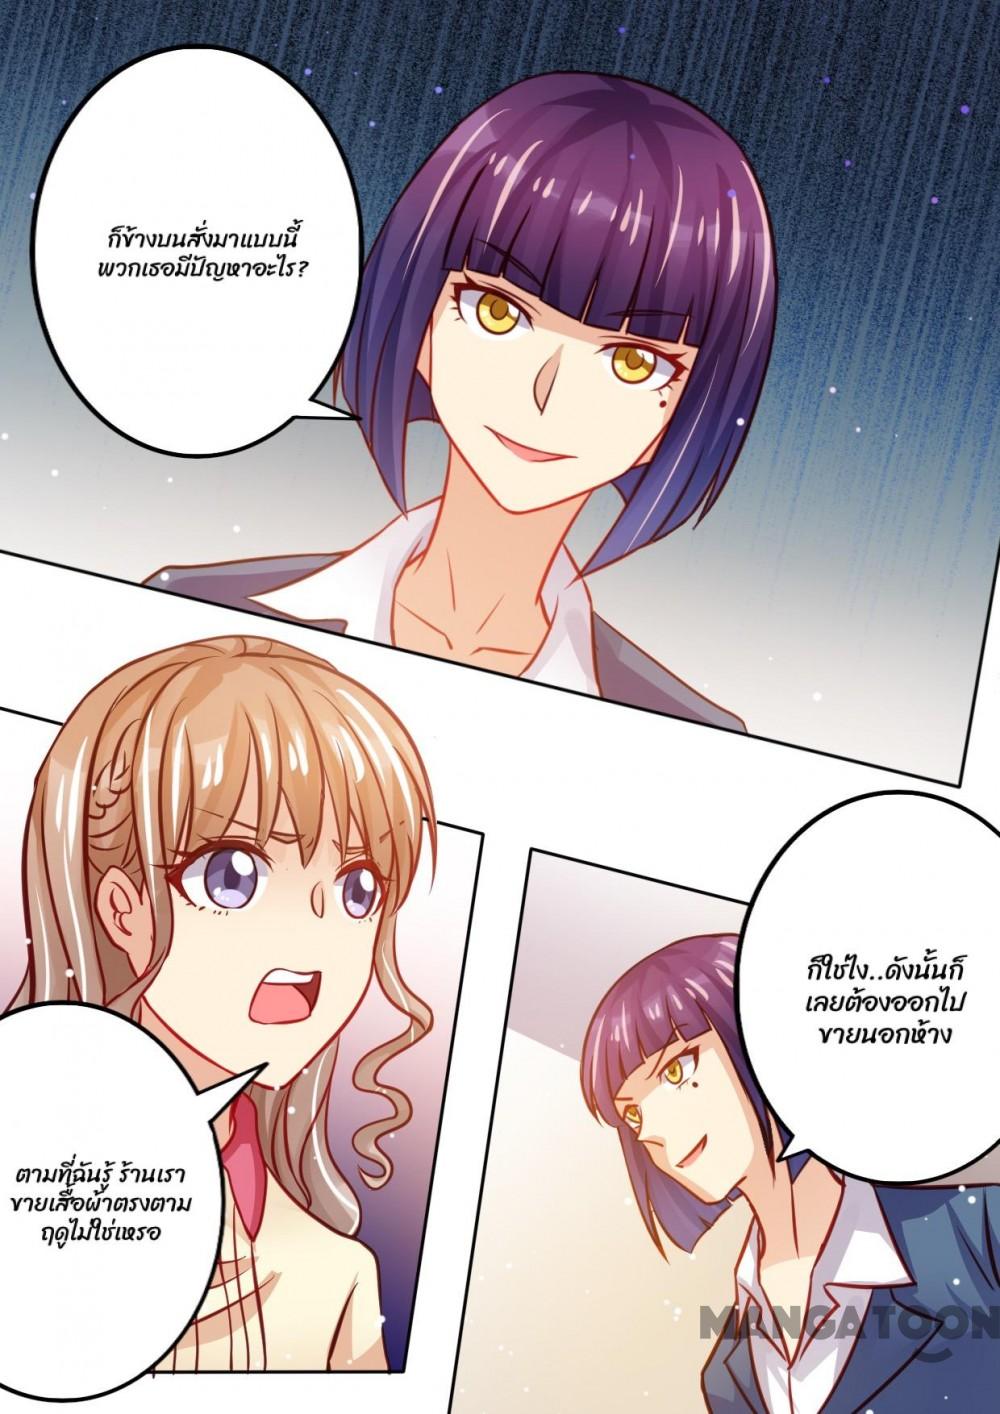 ก็ข้างบนสั่งมาแบบนี้
พวกเธอมีปัญหาอะไร?
ตามที่ฉันรู้ ร้านเรา
ขายเสื้อผ้าตรงตาม
ฤดูไม่ใช่เหรอ
ก็ใช่ไง..ดังนั้นก็
เลยต้องออกไป
ขายนอกห้าง
MANGATOON